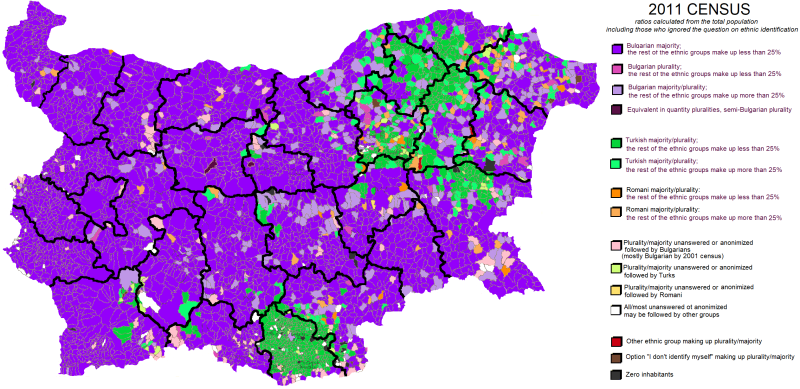 2011 CENSUS
ratios calculated from the total population
including those who ignored the question on ethnic identification
Bulgarian majority;
the rest of the ethnic groups make up less than 25%
Bulgarian plurality;
the rest of the ethnic groups make up less than 25%
Bulgarian majority/plurality;
the rest of the ethnic groups make up more than 25%
Equivalent in quantity pluralities, semi-Bulgarian plurality
Turkish majority/plurality;
the rest of the ethnic groups make up less than 25%
Turkish majority/plurality:
the rest of the ethnic groups make up more than 25%
Romani majority/plurality:
the rest of the ethnic groups make up less than 25%
Romani majority/plurality:
the rest of the ethnic groups make up more than 25%
Plurality/majority unanswered or anonimized
followed by Bulgarians
(mostly Bulgarian by 2001 census)
Plurality/majority unanswered or anonimized
followed by Turks
Plurality/majority unanswered or anonimized
followed by Romani
All/most unanswered ot anonimized
may be followed by other groups
Other ethnic group making up plurality/majority
Option "I don't identify myself" making up plurality/majority
Zero inhabitants